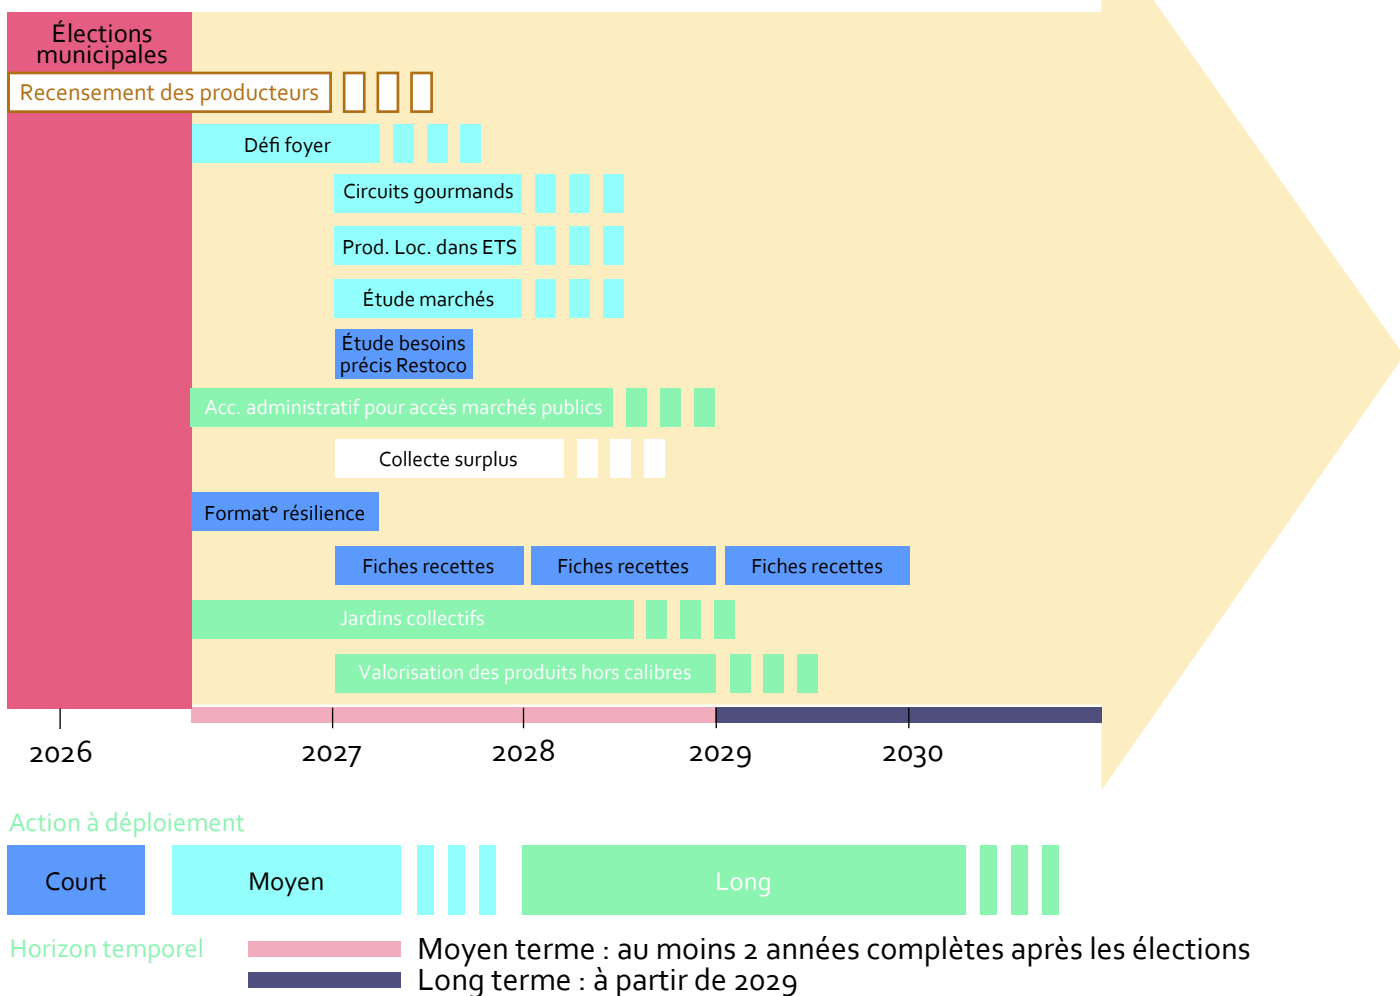 Élections
municipales
Recensement des producteurs
Défi foyer
Circuits gourmands
Prod. Loc. dans ETS
Étude marchés
Étude besoins
précis Restoco
Acc. administratif pour accès marchés publics
Collecte surplus
Format° résilience
Fiches recettes Fiches recettes Fiches recettes
Jardins collectifs
Valorisation des produits hors calibres
2026 2027 2028 2029 2030
Action à déploiement
Court Moyen Long
Horizon temporel
Moyen terme : au moins 2 années complètes après les élections
Long terme : à partir de 2029